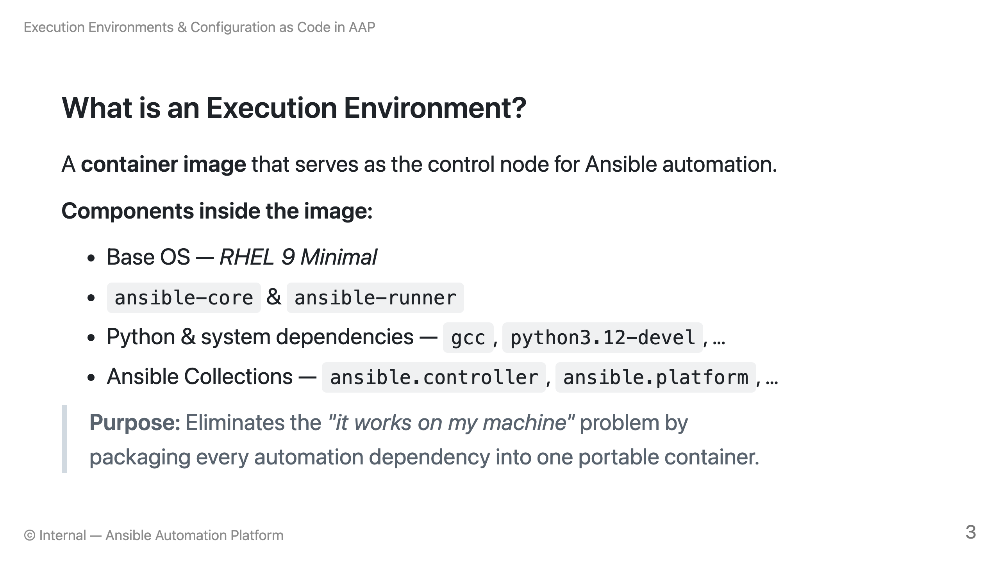 Execution Environments & Configuration as Code in AAP
What is an Execution Environment?
A container image that serves as the control node for Ansible automation.
Components inside the image:
• Base OS — RHEL 9 Minimal
• ansible-core & ansible-runner
• Python & system dependencies — gcc, python3.12-devel, …
• Ansible Collections — ansible.controller, ansible.platform, …
Purpose: Eliminates the "it works on my machine" problem by
packaging every automation dependency into one portable container.
© Internal — Ansible Automation Platform
3